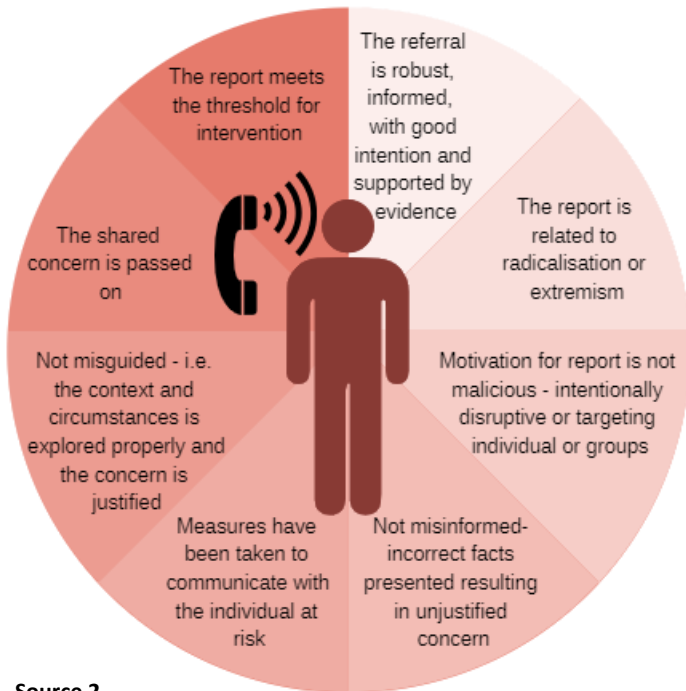 The referral
is robust,
informed,
with good
intention and
supported by
evidence
The report is
related to
radicalisation or
extremism
Motivation for report is not
malicious - intentionally
disruptive or targeting
individual or groups
Not misinformed-
incorrect facts
presented resulting
in unjustified
concern
Measures have
been taken to
communicate with
the individual at
risk
Not misguided - i.e.
the context and
circumstances is
explored properly and
the concern is
justified
The shared
concern is passed
on
The report meets
the threshold for
intervention
Source 2